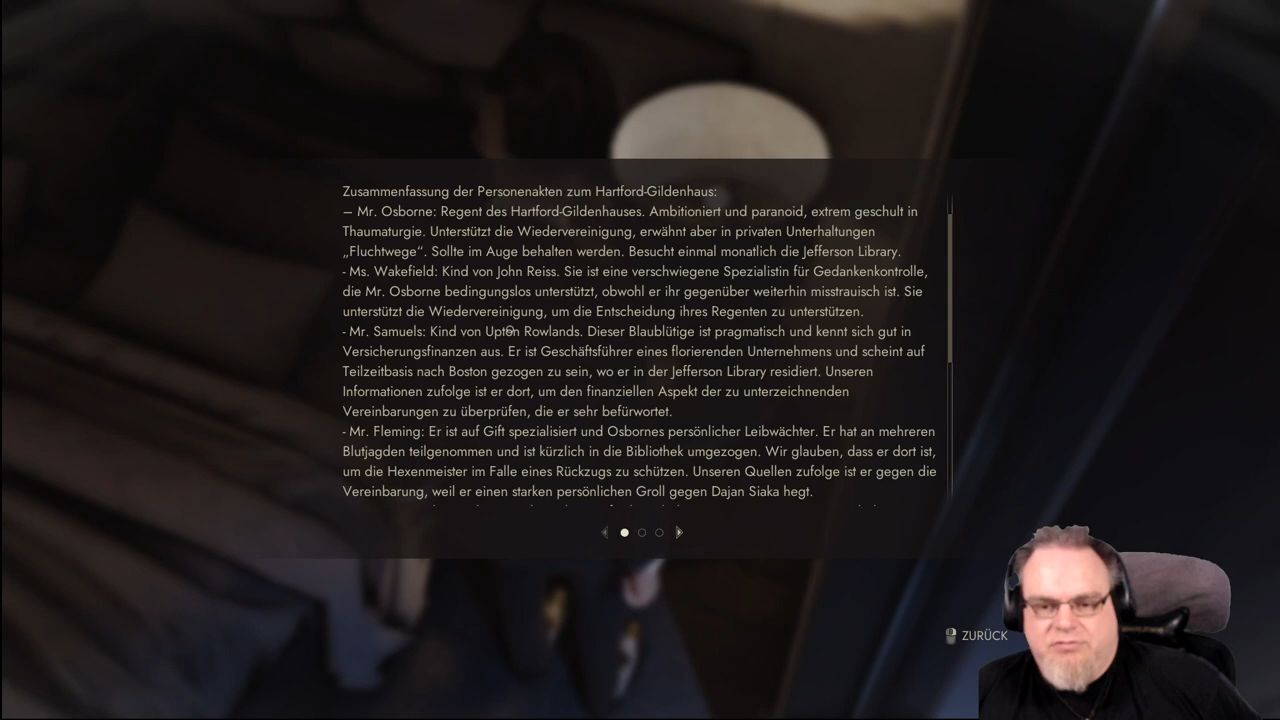 Zusammenfassung der Personenakten zum Hartford-Gildenhaus:
– Mr. Osborne: Regent des Hartford-Gildenhauses. Ambitioniert und paranoid, extrem geschult in
Thaumaturgie. Unterstützt die Wiedervereinigung, erwähnt aber in privaten Unterhaltungen
„Fluchtwege“. Sollte im Auge behalten werden. Besucht einmal monatlich die Jefferson Library.
- Ms. Wakefield: Kind von John Reiss. Sie ist eine verschwiegene Spezialistin für Gedankenkontrolle,
die Mr. Osborne bedingungslos unterstützt, obwohl er ihr gegenüber weiterhin misstrauisch ist. Sie
unterstützt die Wiedervereinigung, um die Entscheidung ihres Regenten zu unterstützen.
- Mr. Samuels: Kind von Upton Rowlands. Dieser Blaublütige ist pragmatisch und kennt sich gut in
Versicherungsfinanzen aus. Er ist Geschäftsführer eines florierenden Unternehmens und scheint auf
Teilzeitbasis nach Boston gezogen zu sein, wo er in der Jefferson Library residiert. Unseren
Informationen zufolge ist er dort, um den finanziellen Aspekt der zu unterzeichnenden
Vereinbarungen zu überprüfen, die er sehr befürwortet.
- Mr. Fleming: Er ist auf Gift spezialisiert und Osbornes persönlicher Leibwächter. Er hat an mehreren
Blutjagden teilgenommen und ist kürzlich in die Bibliothek umgezogen. Wir glauben, dass er dort ist,
um die Hexenmeister im Falle eines Rückzugs zu schützen. Unseren Quellen zufolge ist er gegen die
Vereinbarung, weil er einen starken persönlichen Groll gegen Dajan Siaka hegt.
ZURÜCK